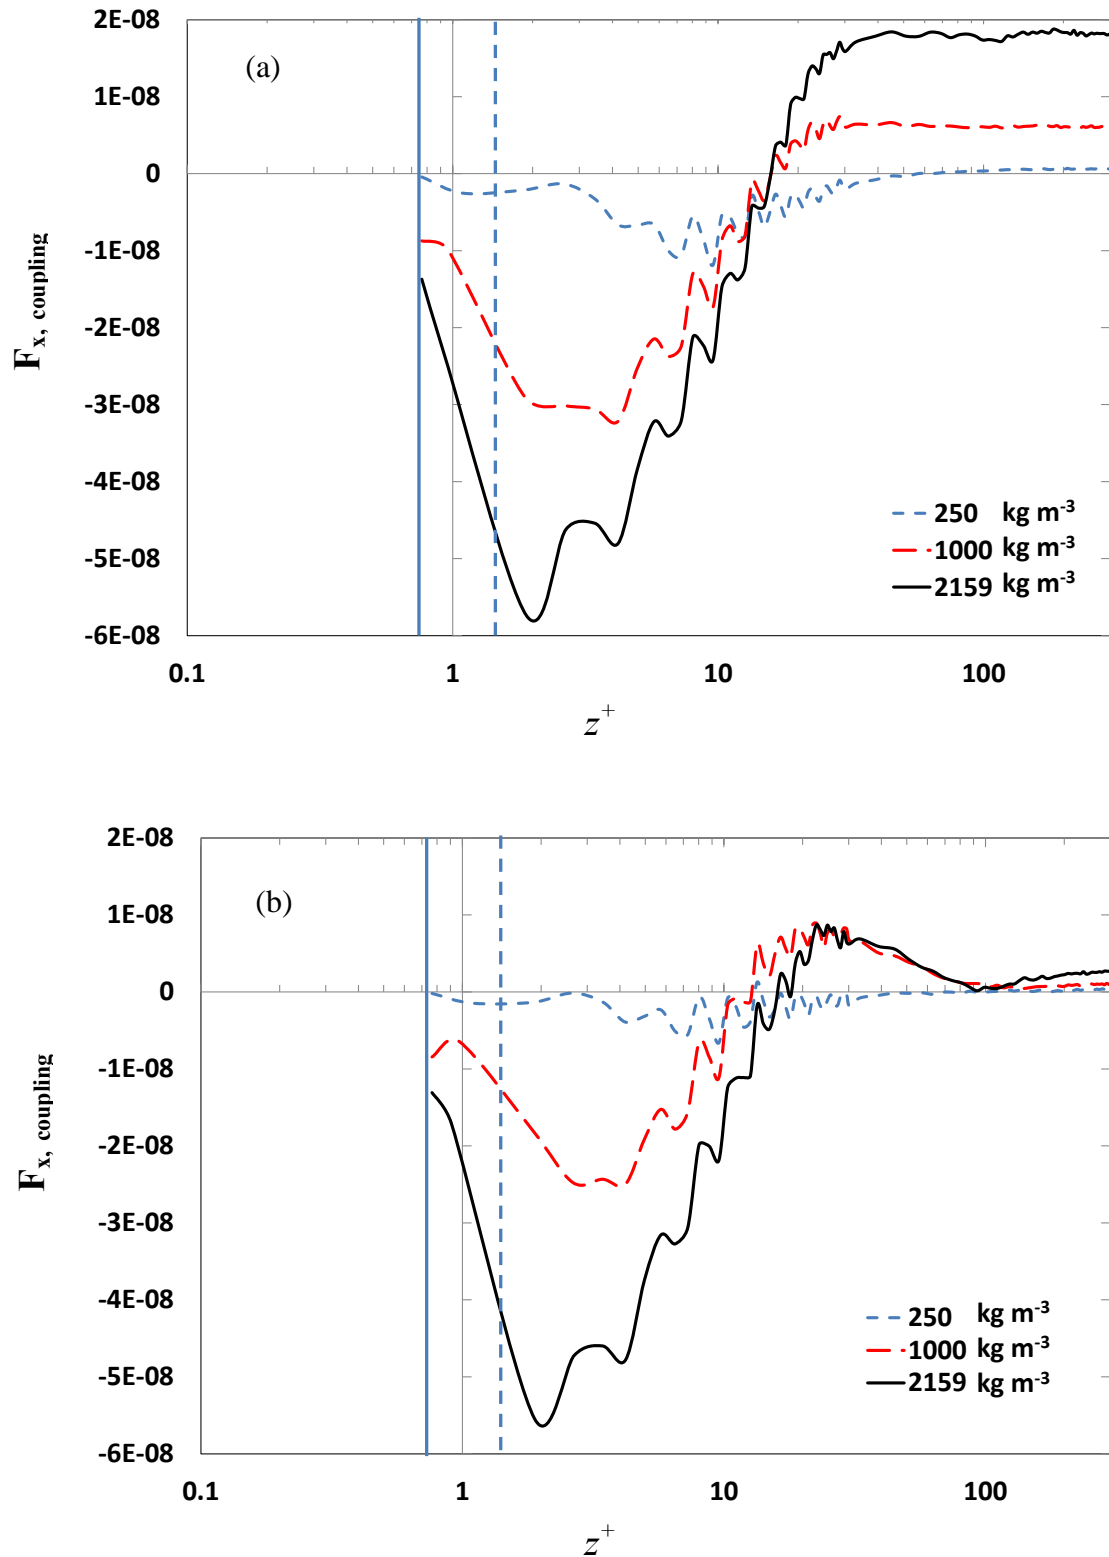 (a)
2E-08
1E-08
0
-1E-08
-2E-08
-3E-08
-4E-08
-5E-08
-6E-08
F x, coupling
250 kg m-3
1000 kg m-3
2159 kg m-3
0.1 1 10 100
z+
(b)
2E-08
1E-08
0
-1E-08
-2E-08
-3E-08
-4E-08
-5E-08
-6E-08
F x, coupling
250 kg m-3
1000 kg m-3
2159 kg m-3
0.1 1 10 100
z+